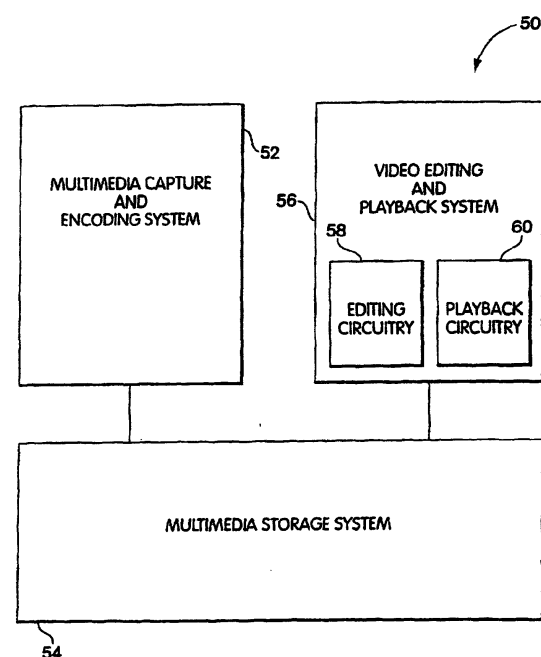 50
52
MULTIMEDIA CAPTURE
AND
ENCODING SYSTEM
VIDEO EDITING
AND
PLAYBACK SYSTEM
56
58
60
EDITING
CIRCUITRY
PLAYBACK
CIRCUITRY
MULTIMEDIA STORAGE SYSTEM
54